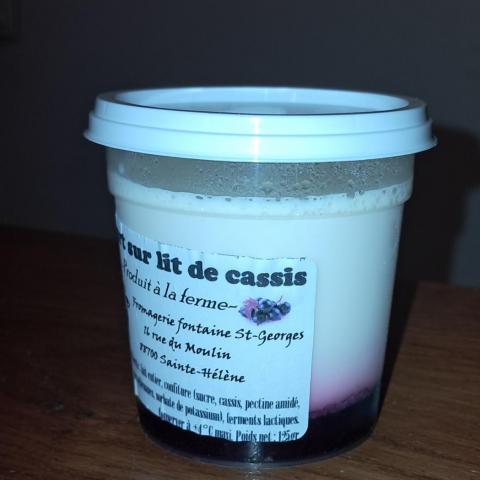 sur lit de cassis
Produit à la ferme
Fromagerie fontaine St-Georges
16 rue du Moulin
88700 Sainte-Hélène
lait entier, confiture (sucre, cassis, pectine amidé,
sorbate de potassium), ferments lactiques.
à +4°C maxi. Poids net : 125gr